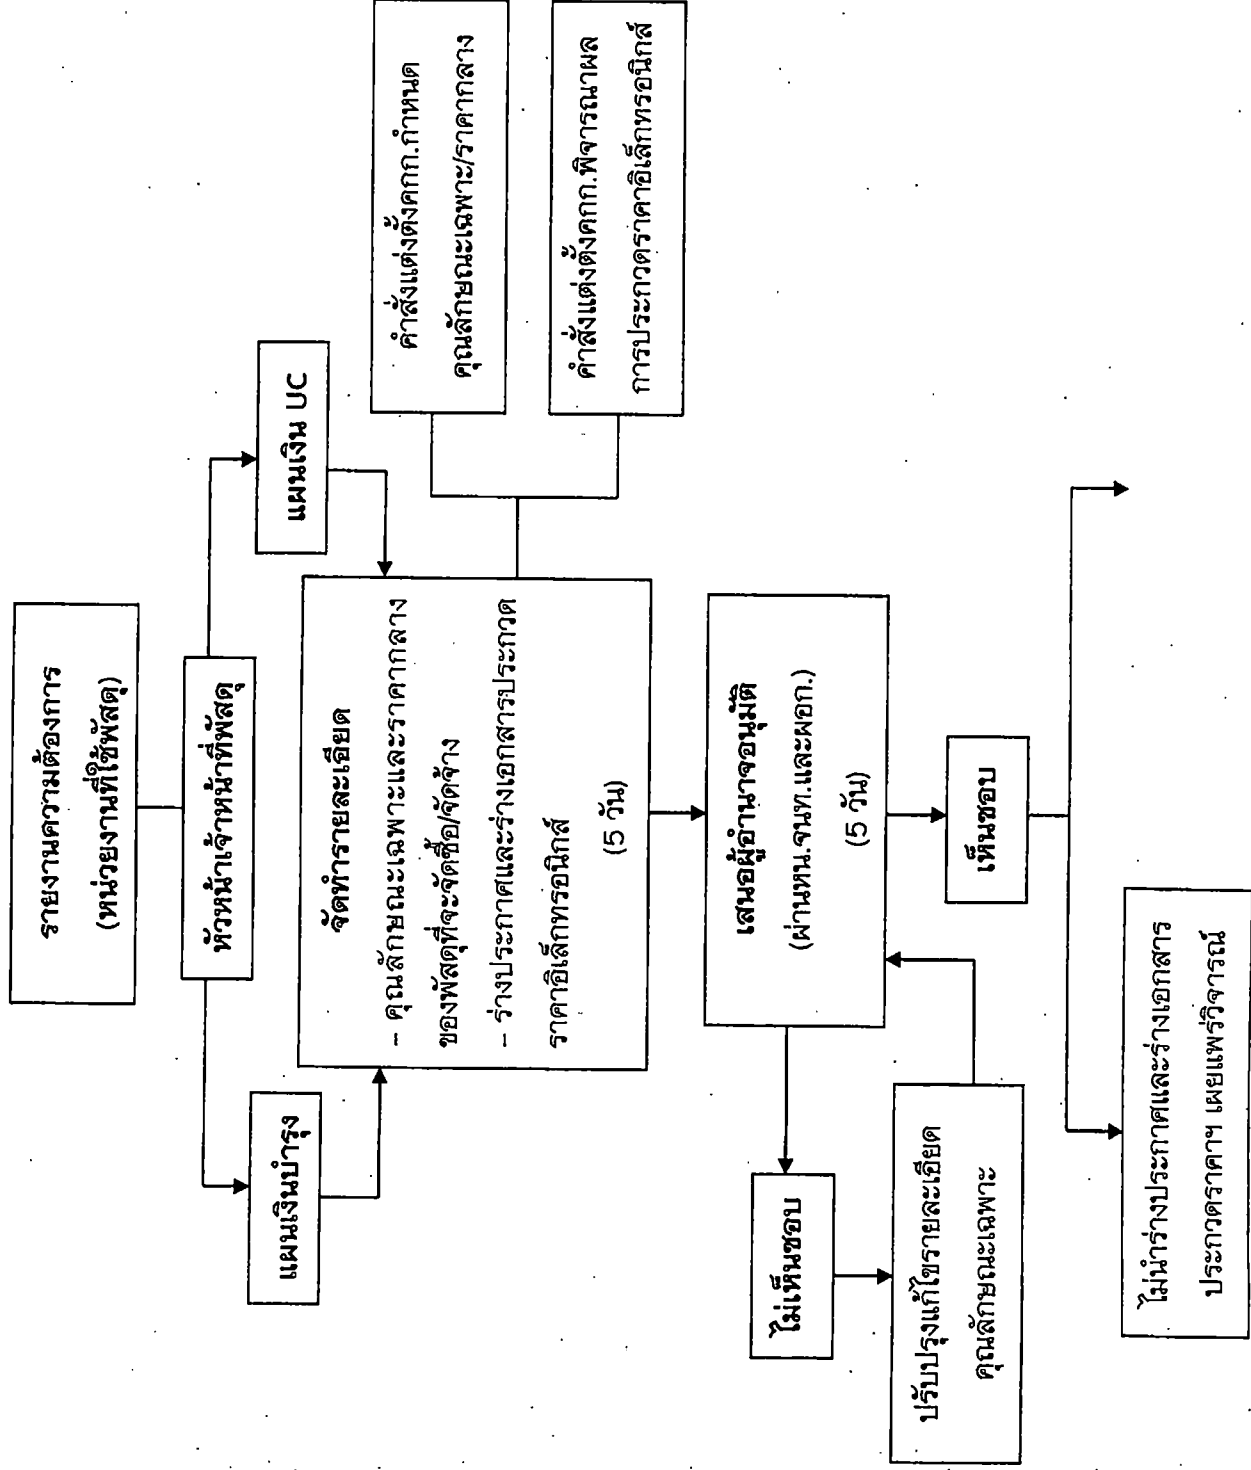 รายงานความต้องการ
(หน่วยงานที่ใช้พัสดุ)
หัวหน้าเจ้าหน้าที่พัสดุ
แผนเงินบำรุง
แผนเงิน UC
จัดทำรายละเอียด
– คุณลักษณะเฉพาะและราคากลาง
ของพัสดุที่จะจัดซื้อ/จัดจ้าง
– ร่างประกาศและร่างเอกสารประกวด
ราคาอิเล็กทรอนิกส์
(5 วัน)
คำสั่งแต่งตั้งคกก.กำหนด
คุณลักษณะเฉพาะ/ราคากลาง
คำสั่งแต่งตั้งคกก.พิจารณาผล
การประกวดราคาอิเล็กทรอนิกส์
เสนอผู้อำนาจอนุมัติ
(ผ่านหน.จนท.และผอก.)
(5 วัน)
ไม่เห็นชอบ
เห็นชอบ
ปรับปรุงแก้ไขรายละเอียด
คุณลักษณะเฉพาะ
ไม่นำร่างประกาศและร่างเอกสาร
ประกวดราคาฯ เผยแพร่วิจารณ์